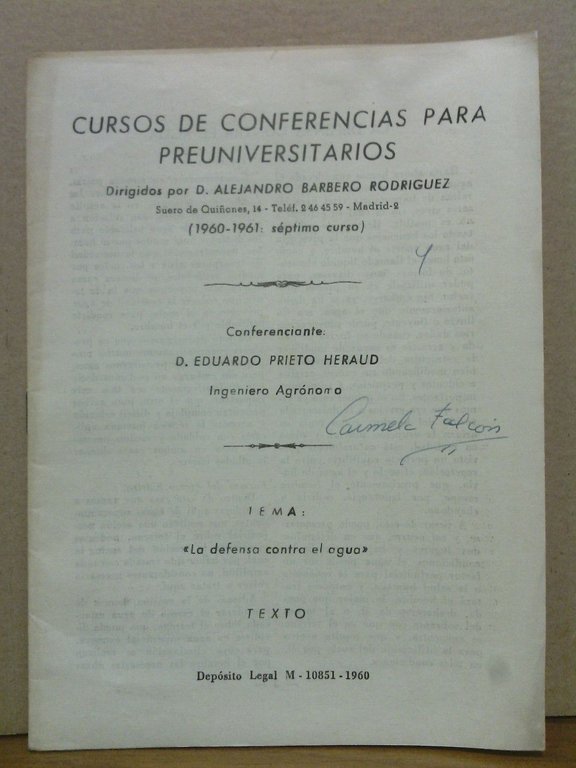 CURSOS DE CONFERENCIAS PARA
PREUNIVERSITARIOS
Dirigidos por D. ALEJANDRO BARBERO RODRIGUEZ
Suero de Quiñones, 14 - Teléf. 2 46 45 59 - Madrid-2
(1960-1961: séptimo curso)
4
Conferenciante:
D. EDUARDO PRIETO HERAUD
Ingeniero Agrónomo
Carmela Falcón
TEMA:
«La defensa contra el agua»
TEXTO
Depósito Legal M - 10851 - 1960